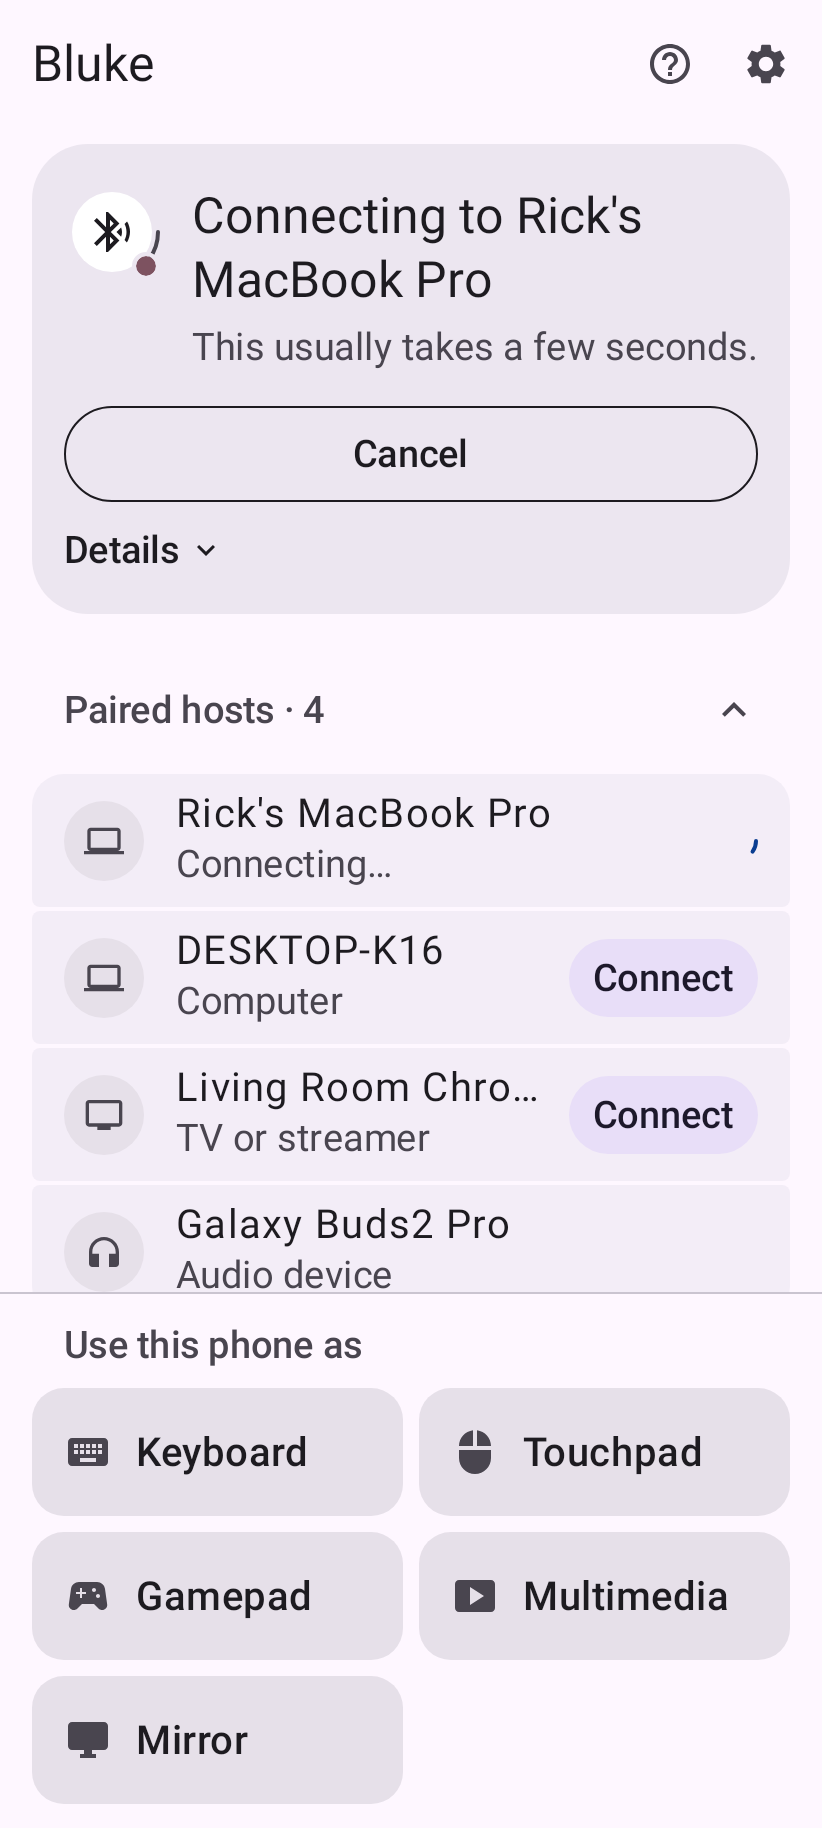 Bluke
Connecting to Rick's
MacBook Pro
This usually takes a few seconds.
Cancel
Details
Paired hosts · 4
Rick's MacBook Pro
Connecting…
DESKTOP-K16
Computer
Connect
Living Room Chro…
TV or streamer
Connect
Galaxy Buds2 Pro
Audio device
Use this phone as
Keyboard
Touchpad
Gamepad
Multimedia
Mirror